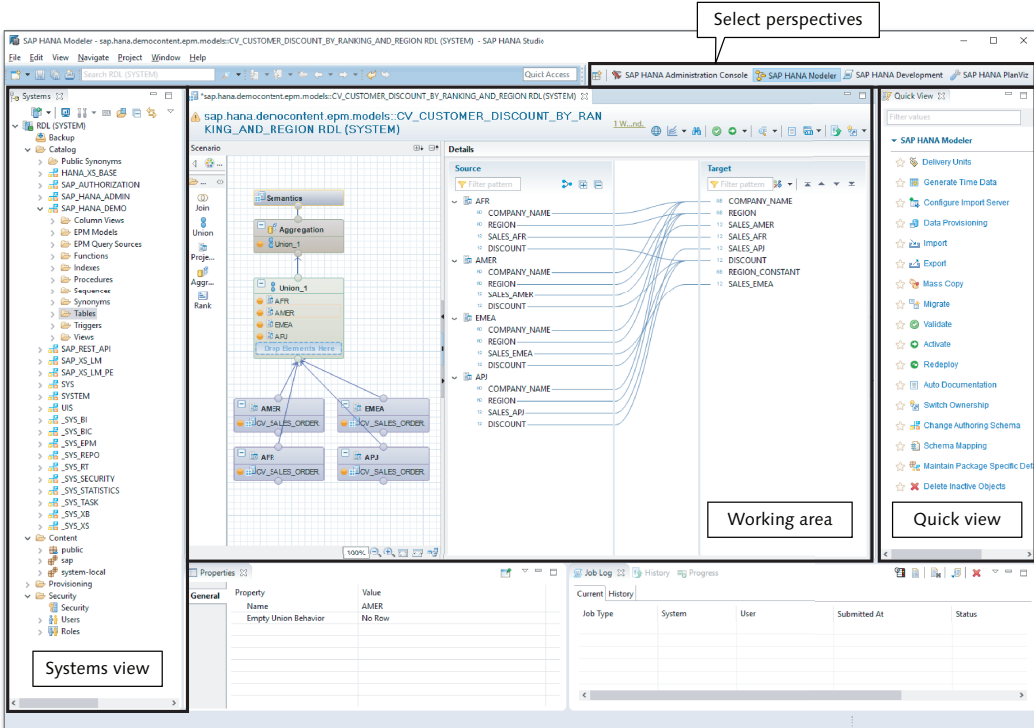 Select perspectives
SAP HANA Modeler - sap.hana.democontent.epm.models::CV_CUSTOMER_DISCOUNT_BY_RANKING_AND_REGION RDL (SYSTEM) - SAP HANA Studio
File Edit View Navigate Project Window Help
Search RDL (SYSTEM)
Quick Access
SAP HANA Administration Console
SAP HANA Modeler
SAP HANA Development
SAP HANA PlanViz
Systems
RDL (SYSTEM)
Backup
Catalog
Public Synonyms
HANA_XS_BASE
SAP_AUTHORIZATION
SAP_HANA_ADMIN
SAP_HANA_DEMO
Column Views
EPM Models
EPM Query Sources
Functions
Indexes
Procedures
Sequences
Synonyms
Tables
Triggers
Views
SAP_REST_API
SAP_XS_LM
SAP_XS_LM_PE
SYS
SYSTEM
UIS
_SYS_BI
_SYS_BIC
_SYS_EPM
_SYS_REPO
_SYS_RT
_SYS_SECURITY
_SYS_STATISTICS
_SYS_TASK
_SYS_XB
_SYS_XS
Content
public
sap
system-local
Provisioning
Security
Security
Users
Roles
Systems view
*sap.hana.democontent.epm.models::CV_CUSTOMER_DISCOUNT_BY_RANKING_AND_REGION RDL (SYSTEM)
sap.hana.democontent.epm.models::CV_CUSTOMER_DISCOUNT_BY_RAN
KING_AND_REGION RDL (SYSTEM)
1 W...nd.
Scenario
Join
Union
Proje...
Aggr...
Rank
Semantics
Aggregation
Union_1
Union_1
AFR
AMER
EMEA
APJ
Drop Elements Here
AMER
CV_SALES_ORDER
EMEA
CV_SALES_ORDER
AFR
CV_SALES_ORDER
APJ
CV_SALES_ORDER
100%
Details
Source
Filter pattern
AFR
COMPANY_NAME
REGION
SALES_AFR
DISCOUNT
AMER
COMPANY_NAME
REGION
SALES_AMER
DISCOUNT
EMEA
COMPANY_NAME
REGION
SALES_EMEA
DISCOUNT
APJ
COMPANY_NAME
REGION
SALES_APJ
DISCOUNT
Target
Filter pattern
COMPANY_NAME
REGION
SALES_AMER
SALES_AFR
SALES_APJ
DISCOUNT
REGION_CONSTANT
SALES_EMEA
Working area
Quick View
Filter values
SAP HANA Modeler
Delivery Units
Generate Time Data
Configure Import Server
Data Provisioning
Import
Export
Mass Copy
Migrate
Validate
Activate
Redeploy
Auto Documentation
Switch Ownership
Change Authoring Schema
Schema Mapping
Maintain Package Specific Det
Delete Inactive Objects
Quick view
Properties
General
Property Value
Name AMER
Empty Union Behavior No Row
Job Log History Progress
Current History
Job Type System User Submitted At Status